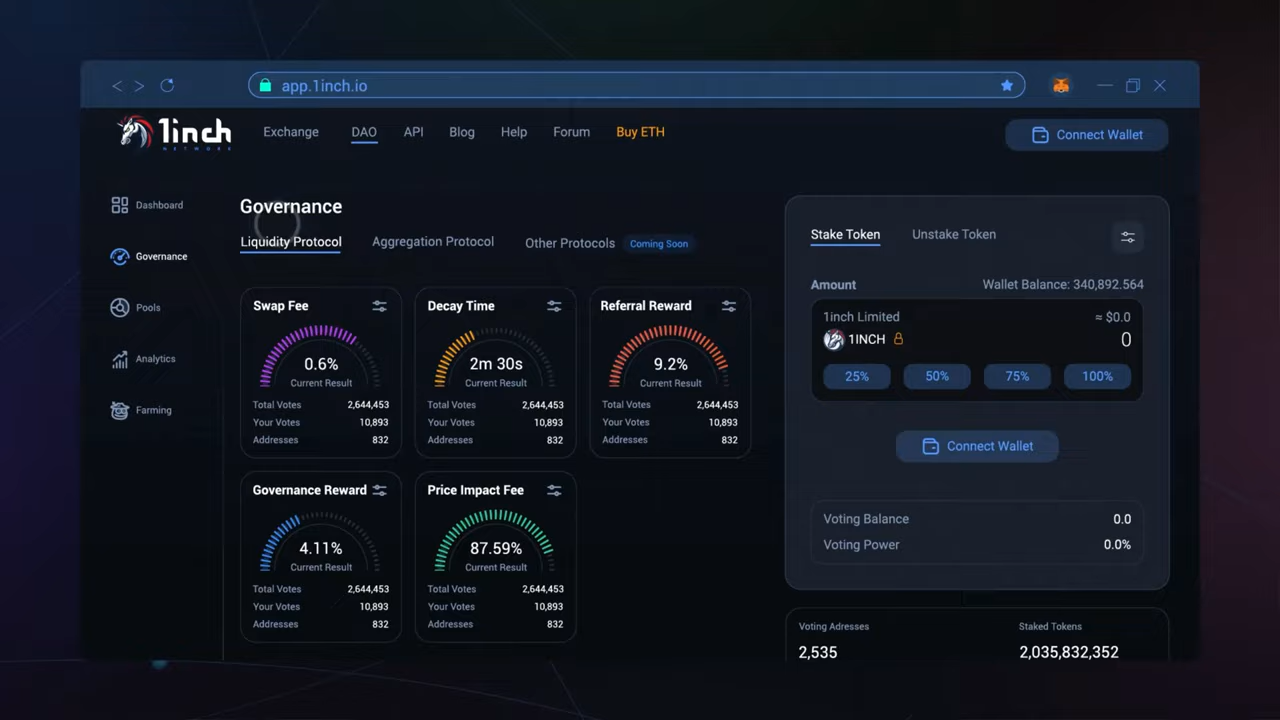 app.1inch.io
1inch
NETWORK
Exchange
DAO
API
Blog
Help
Forum
Buy ETH
Connect Wallet
Dashboard
Governance
Pools
Analytics
Farming
Governance
Liquidity Protocol
Aggregation Protocol
Other Protocols
Coming Soon
Swap Fee
0.6%
Current Result
Total Votes 2,644,453
Your Votes 10,893
Addresses 832
Decay Time
2m 30s
Current Result
Total Votes 2,644,453
Your Votes 10,893
Addresses 832
Referral Reward
9.2%
Current Result
Total Votes 2,644,453
Your Votes 10,893
Addresses 832
Governance Reward
4.11%
Current Result
Total Votes 2,644,453
Your Votes 10,893
Addresses 832
Price Impact Fee
87.59%
Current Result
Total Votes 2,644,453
Your Votes 10,893
Addresses 832
Stake Token
Unstake Token
Amount
Wallet Balance: 340,892.564
1inch Limited
≈ $0.0
1INCH
0
25%
50%
75%
100%
Connect Wallet
Voting Balance 0.0
Voting Power 0.0%
Voting Adresses
Staked Tokens
2,535
2,035,832,352